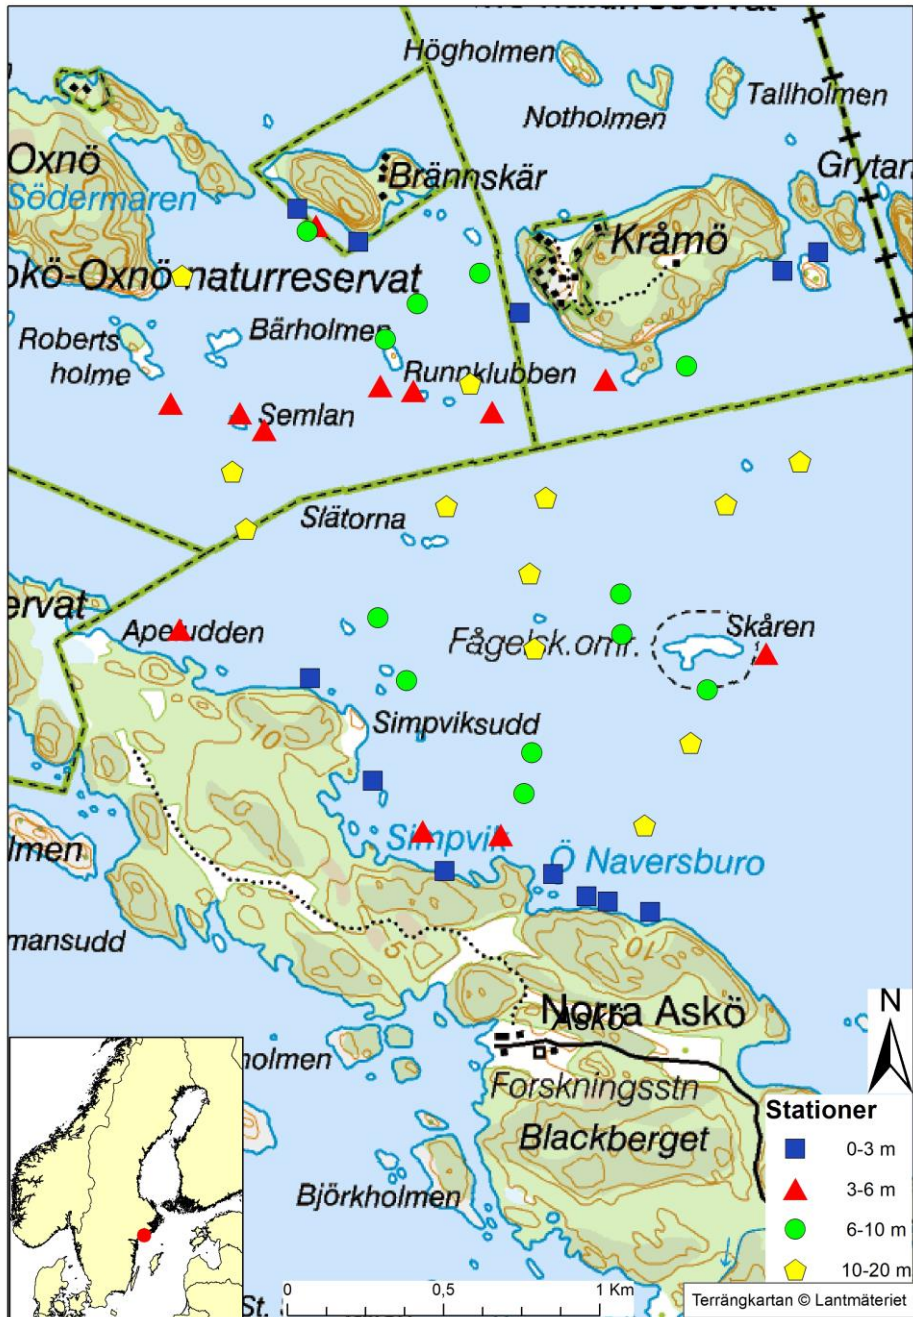 naturreservat
Högholmen
Notholmen
Tallholmen
Oxnö
Södermaren
Brännskär
Grytan
Kråmö
okö-Oxnö naturreservat
Roberts
holme
Bärholmen
Runnklubben
Semlan
Slätorna
ervat
Apeludden
Fågelsk.omr.
Skåren
Simpviksudd
10
Simpvik
Ö Naversburo
lmen
mansudd
5
10
Norra Askö
Askö
holmen
Forskningsstn
Blackberget
Björkholmen
St.
N
Stationer
0-3 m
3-6 m
6-10 m
10-20 m
0
0,5
1 Km
Terrängkartan © Lantmäteriet